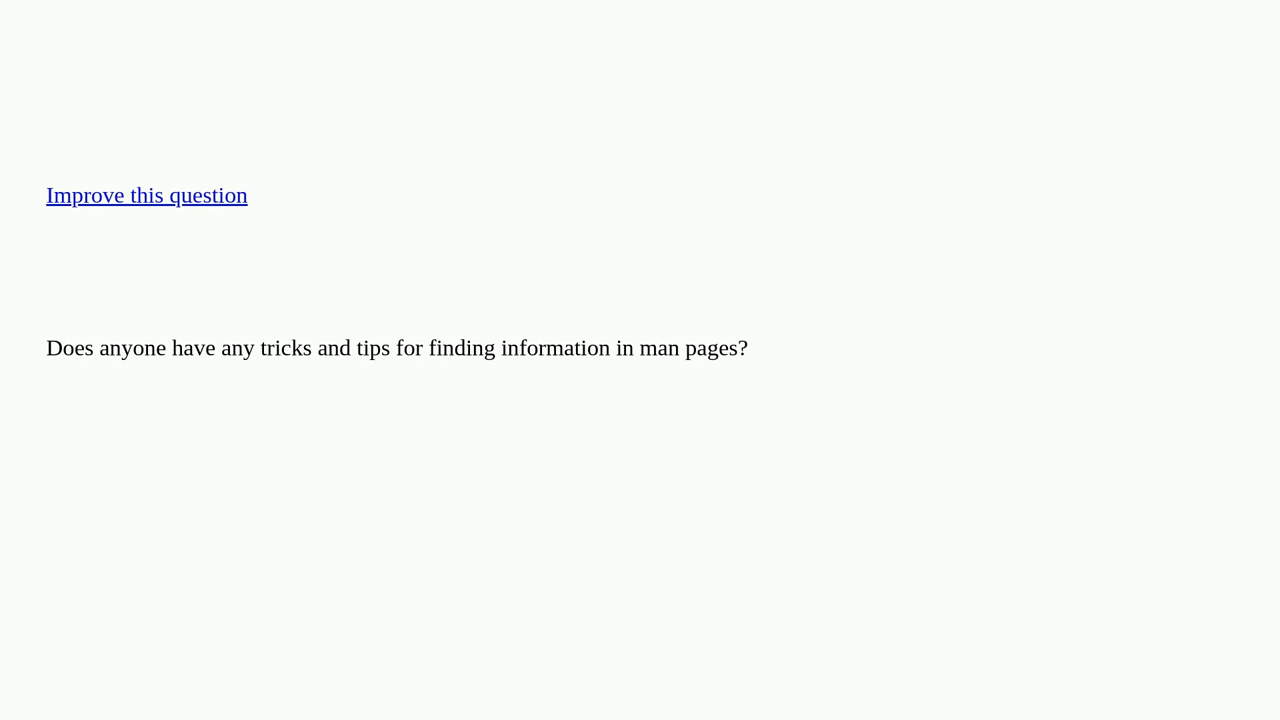 Improve this question
Does anyone have any tricks and tips for finding information in man pages?